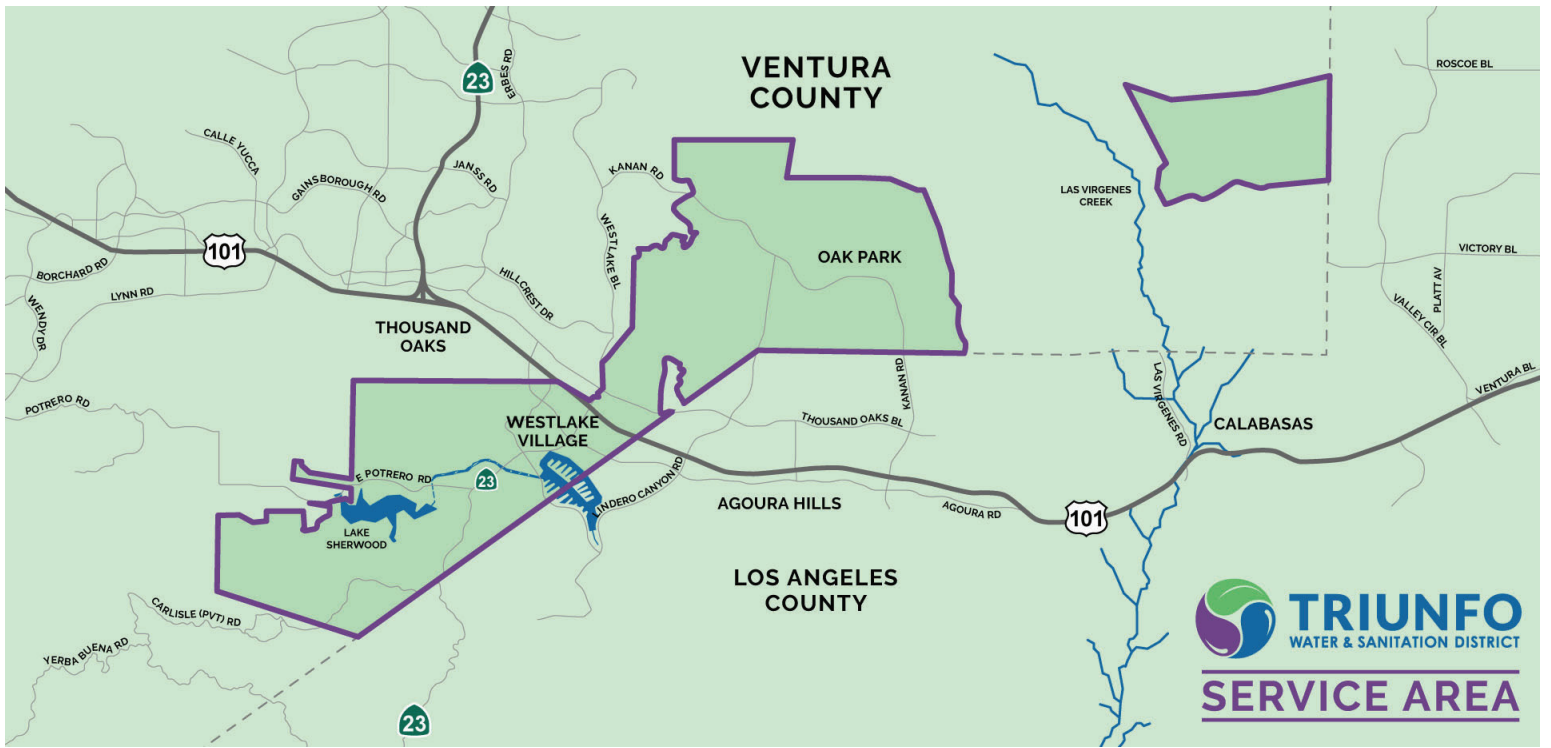 VENTURA
COUNTY
23
ERBES RD
ROSCOE BL
CALLE YUCCA
GAINSBOROUGH RD
JANSS RD
KANAN RD
LAS VIRGENES
CREEK
101
BORCHARD RD
LYNN RD
WENDY DR
HILLCREST DR
WESTLAKE BL
OAK PARK
VICTORY BL
PLATT AV
VALLEY CIR BL
THOUSAND
OAKS
KANAN RD
LAS VIRGENES RD
VENTURA BL
POTRERO RD
WESTLAKE
VILLAGE
THOUSAND OAKS BL
CALABASAS
E POTRERO RD
23
LINDERO CANYON RD
AGOURA HILLS
AGOURA RD
101
LAKE
SHERWOOD
LOS ANGELES
COUNTY
CARLISLE (PVT) RD
YERBA BUENA RD
23
TRIUNFO
WATER & SANITATION DISTRICT
SERVICE AREA